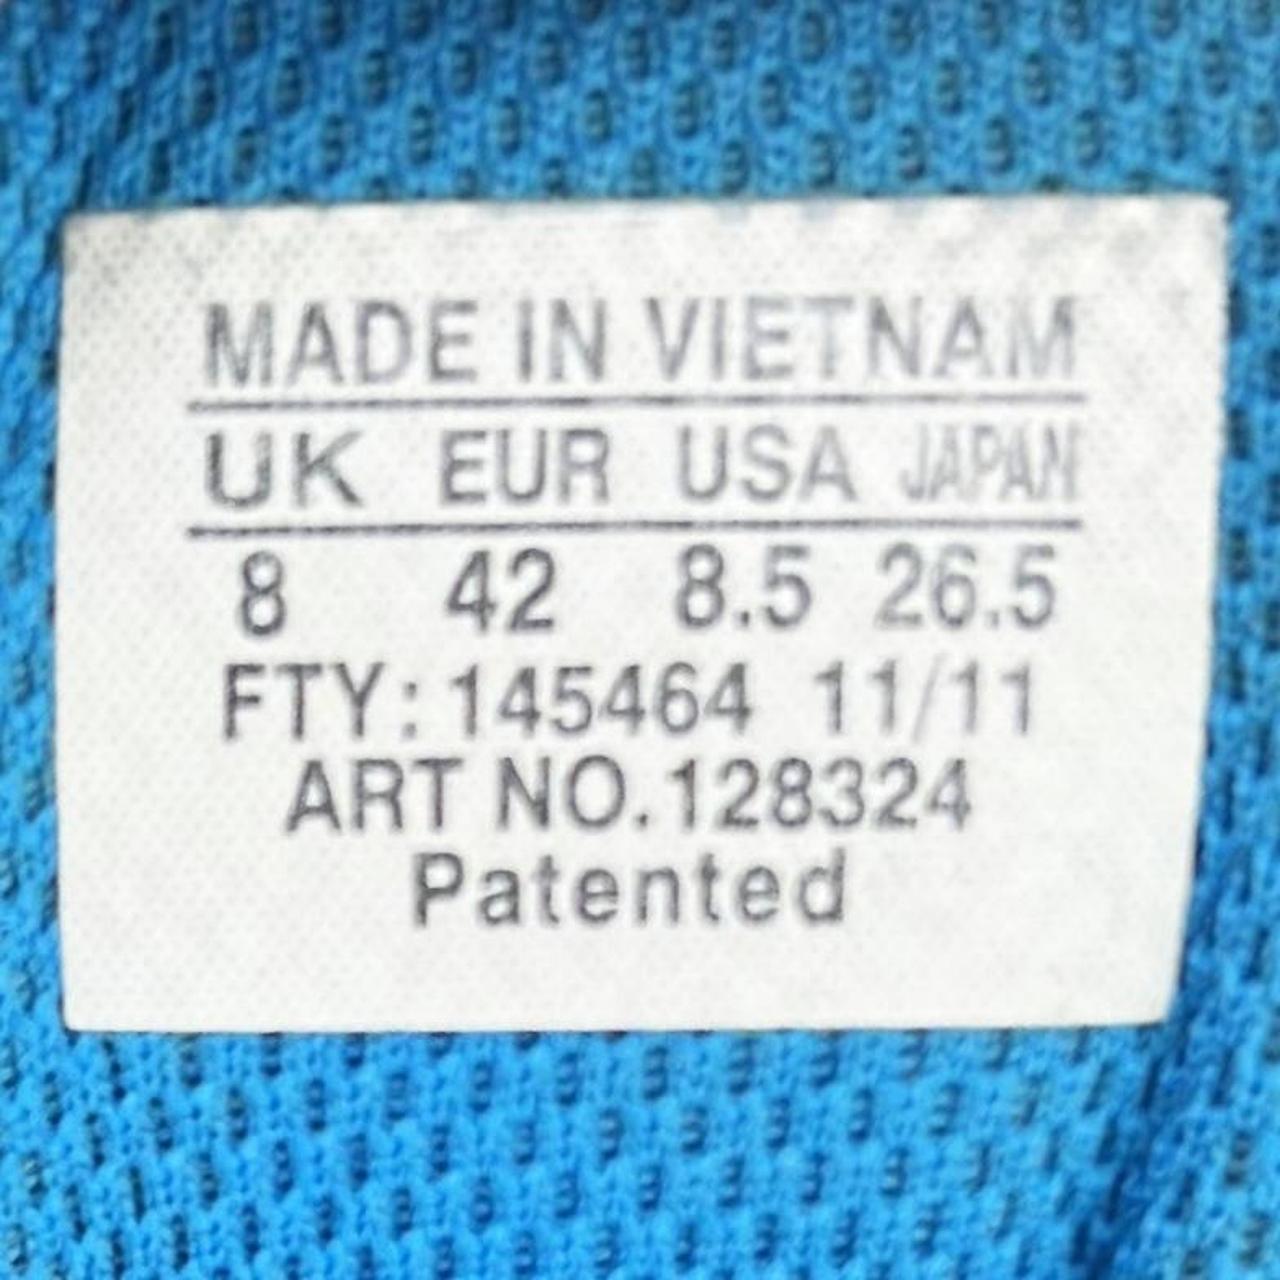 MADE IN VIETNAM
UK EUR USA JAPAN
8 42 8.5 26.5
FTY: 145464 11/11
ART NO.128324
Patented